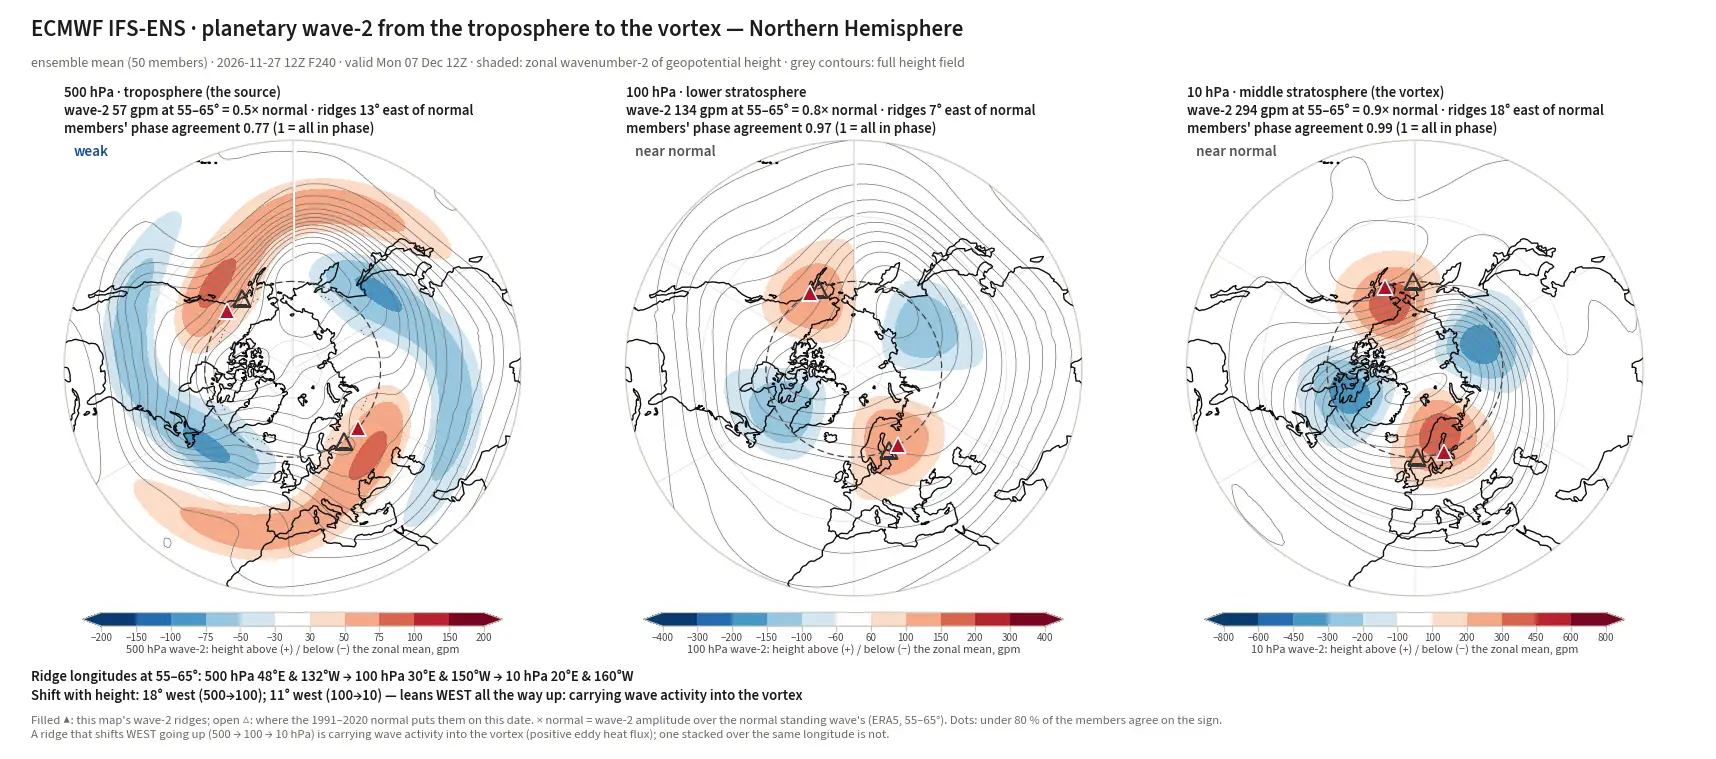 ECMWF IFS-ENS · planetary wave-2 from the troposphere to the vortex — Northern Hemisphere
ensemble mean (50 members) · 2026-11-27 12Z F240 · valid Mon 07 Dec 12Z · shaded: zonal wavenumber-2 of geopotential height · grey contours: full height field
500 hPa · troposphere (the source)
wave-2 57 gpm at 55–65° = 0.5× normal · ridges 13° east of normal
members' phase agreement 0.77 (1 = all in phase)
weak
100 hPa · lower stratosphere
wave-2 134 gpm at 55–65° = 0.8× normal · ridges 7° east of normal
members' phase agreement 0.97 (1 = all in phase)
near normal
10 hPa · middle stratosphere (the vortex)
wave-2 294 gpm at 55–65° = 0.9× normal · ridges 18° east of normal
members' phase agreement 0.99 (1 = all in phase)
near normal
−200 −150 −100 −75 −50 −30 30 50 75 100 150 200
500 hPa wave-2: height above (+) / below (−) the zonal mean, gpm
−400 −300 −200 −150 −100 −60 60 100 150 200 300 400
100 hPa wave-2: height above (+) / below (−) the zonal mean, gpm
−800 −600 −450 −300 −200 −100 100 200 300 450 600 800
10 hPa wave-2: height above (+) / below (−) the zonal mean, gpm
Ridge longitudes at 55–65°: 500 hPa 48°E & 132°W → 100 hPa 30°E & 150°W → 10 hPa 20°E & 160°W
Shift with height: 18° west (500→100); 11° west (100→10) — leans WEST all the way up: carrying wave activity into the vortex
Filled ▲: this map's wave-2 ridges; open △: where the 1991–2020 normal puts them on this date. × normal = wave-2 amplitude over the normal standing wave's (ERA5, 55–65°). Dots: under 80 % of the members agree on the sign.
A ridge that shifts WEST going up (500 → 100 → 10 hPa) is carrying wave activity into the vortex (positive eddy heat flux); one stacked over the same longitude is not.